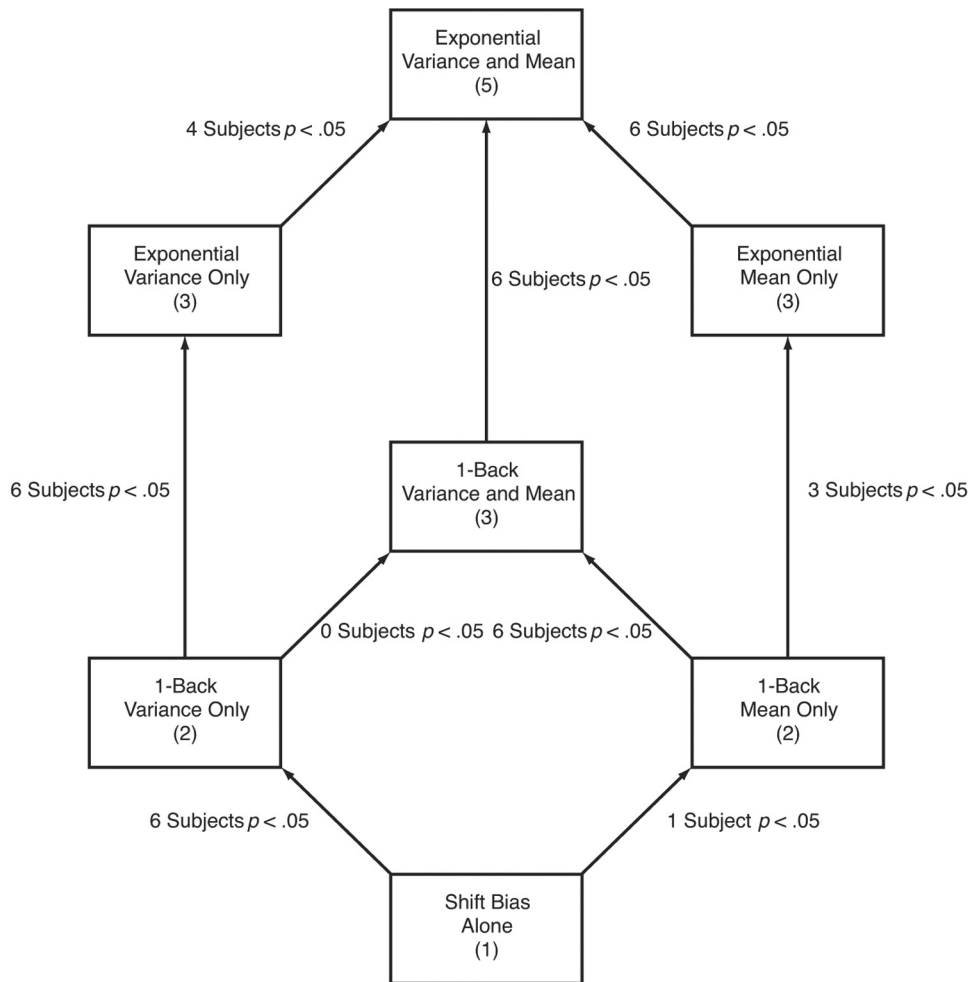 Exponential
Variance and Mean
(5)
4 Subjects p < .05
6 Subjects p < .05
Exponential
Variance Only
(3)
6 Subjects p < .05
Exponential
Mean Only
(3)
6 Subjects p < .05
1-Back
Variance and Mean
(3)
3 Subjects p < .05
0 Subjects p < .05
6 Subjects p < .05
1-Back
Variance Only
(2)
1-Back
Mean Only
(2)
6 Subjects p < .05
1 Subject p < .05
Shift Bias
Alone
(1)